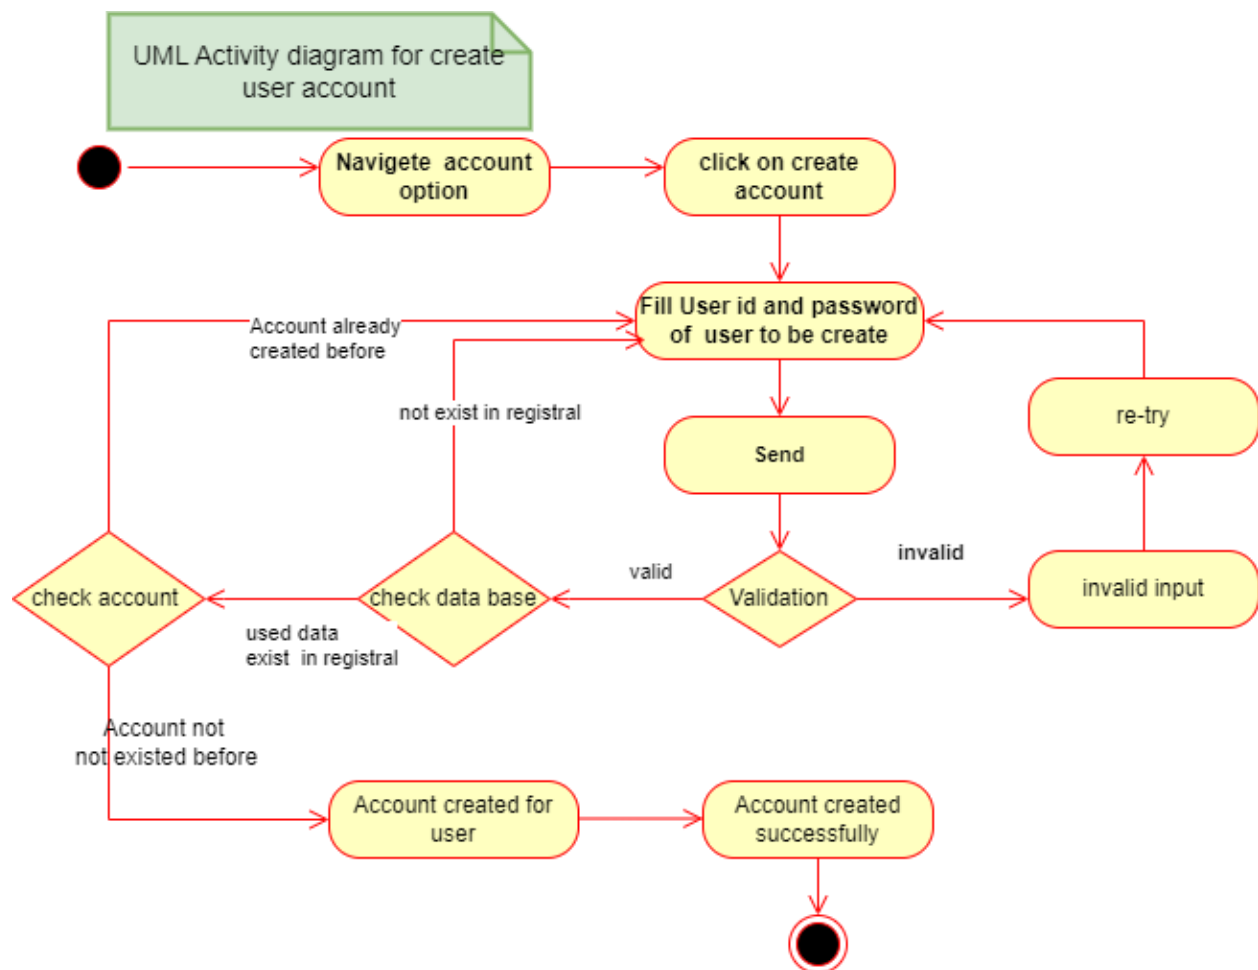 UML Activity diagram for create
user account
Navigete account
option
click on create
account
Fill User id and password
of user to be create
Account already
created before
not exist in registral
re-try
Send
invalid
valid
check account
check data base
Validation
invalid input
used data
exist in registral
Account not
not existed before
Account created for
user
Account created
successfully